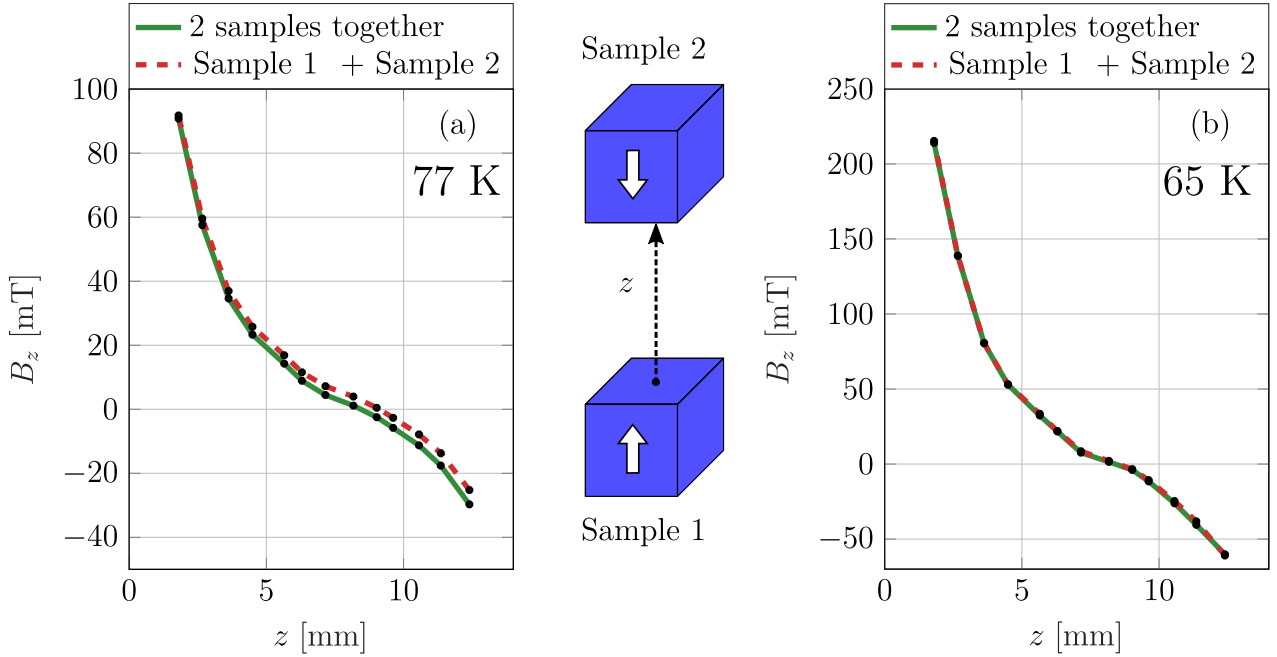 2 samples together
Sample 1 + Sample 2
100
80
60
40
20
0
−20
−40
0
5
10
B_z [mT]
z [mm]
(a)
77 K
Sample 2
z
Sample 1
2 samples together
Sample 1 + Sample 2
250
200
150
100
50
0
−50
0
5
10
B_z [mT]
z [mm]
(b)
65 K